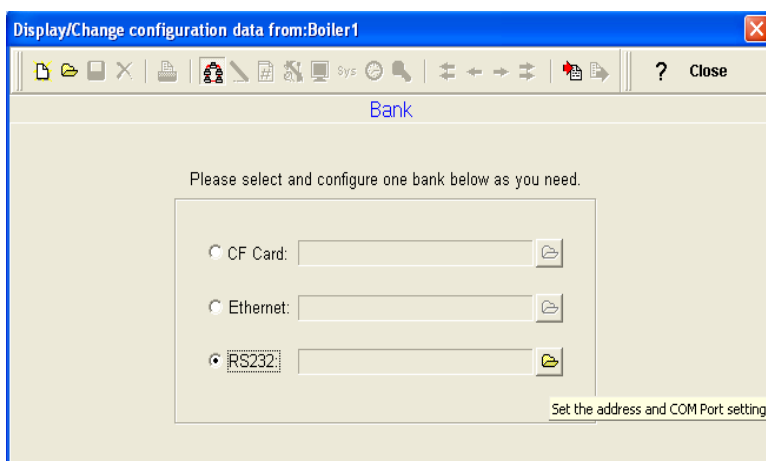 Display/Change configuration data from:Boiler1
Sys ? Close
Bank
Please select and configure one bank below as you need.
CF Card:
Ethernet:
RS232:
Set the address and COM Port setting